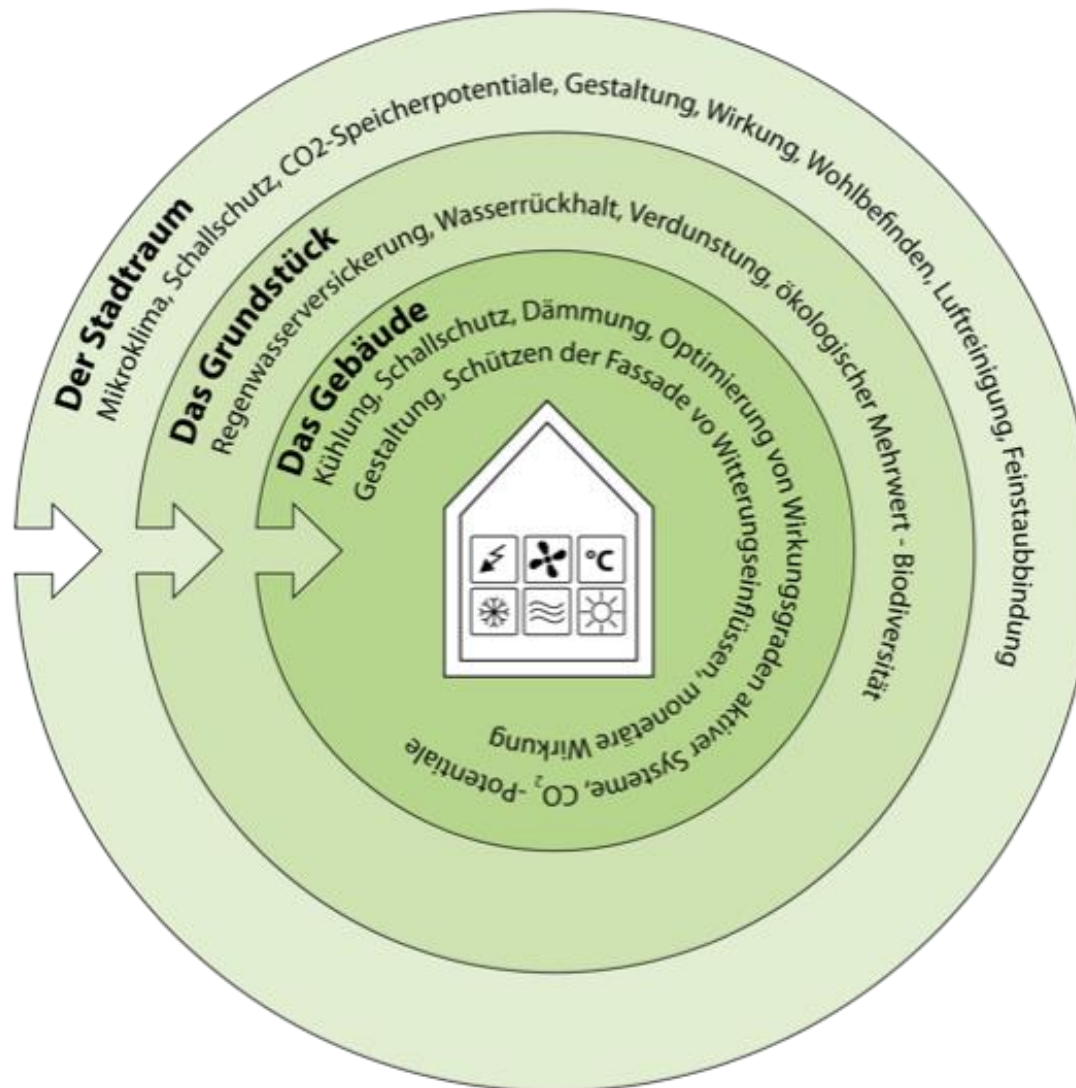 Der Stadtraum
Mikroklima, Schallschutz, CO2-Speicherpotentiale, Gestaltung, Wirkung, Wohlbefinden, Luftreinigung, Feinstaubbindung
Das Grundstück
Regenwasserversickerung, Wasserrückhalt, Verdunstung, ökologischer Mehrwert - Biodiversität
Das Gebäude
Kühlung, Schallschutz, Dämmung, Optimierung von Wirkungsgraden aktiver Systeme, CO₂ -Potentiale
Gestaltung, Schützen der Fassade vo Witterungseinflüssen, monetäre Wirkung
°C